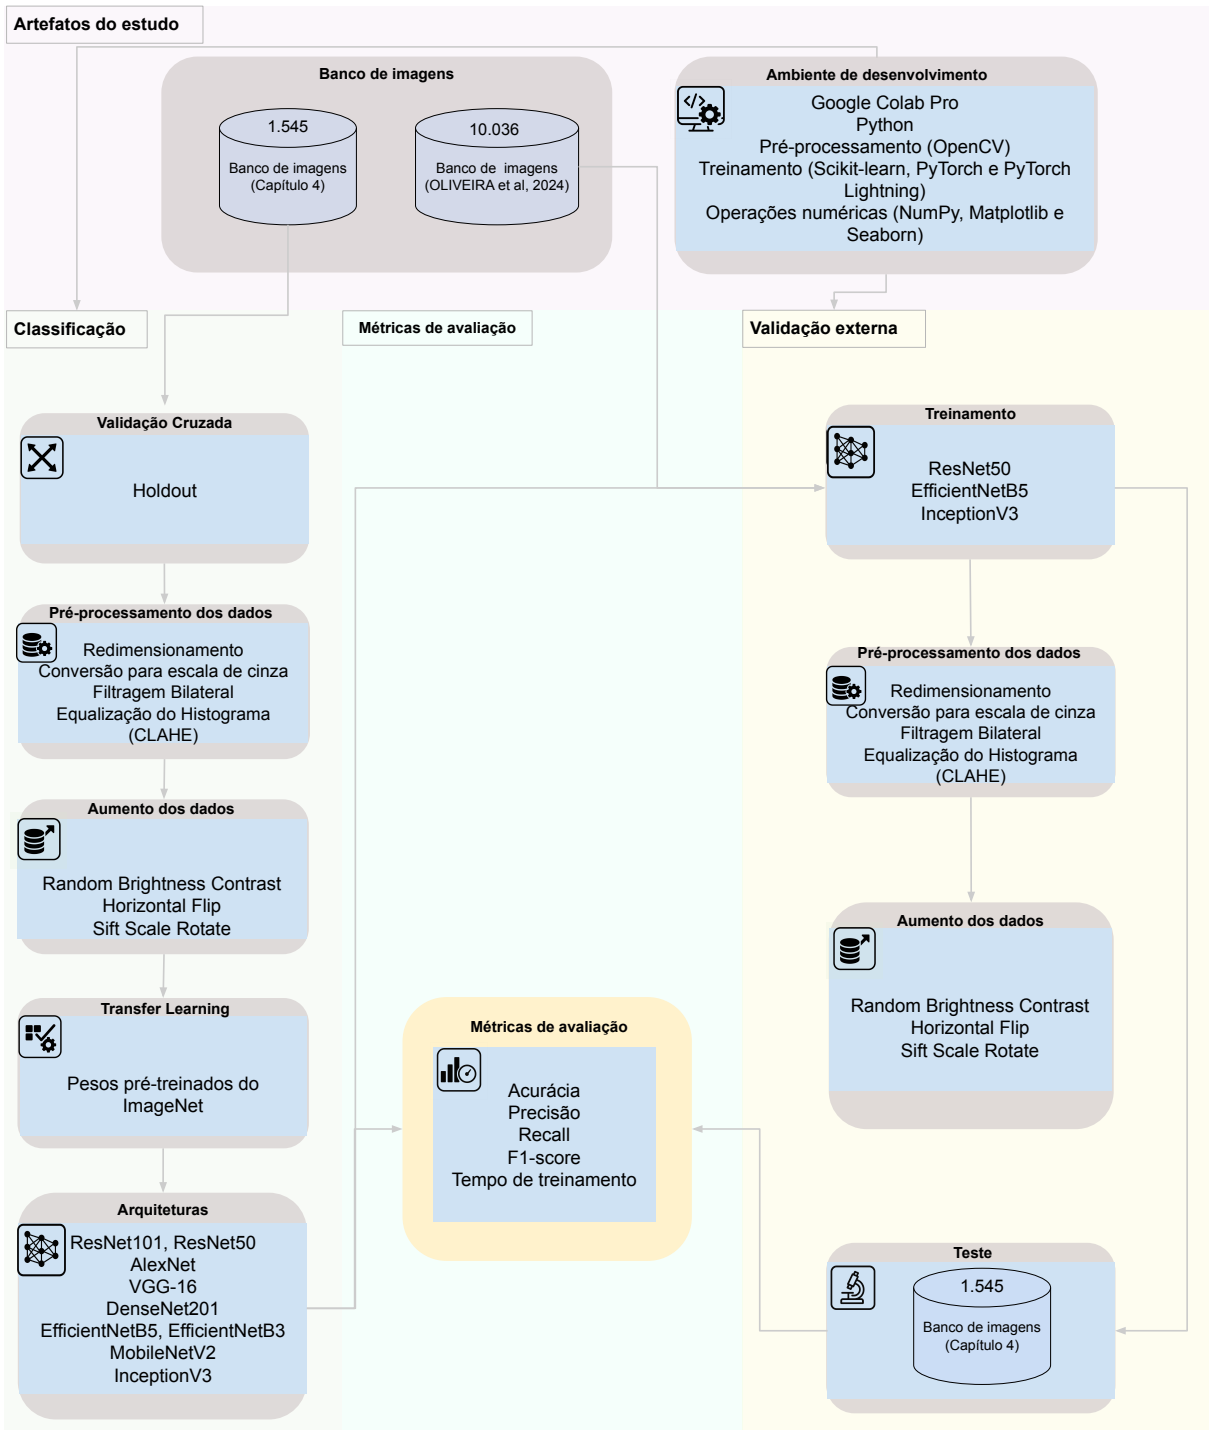 Artefatos do estudo
Banco de imagens
1.545
Banco de imagens
(Capítulo 4)
10.036
Banco de  imagens
(OLIVEIRA et al, 2024)
Ambiente de desenvolvimento
Google Colab Pro
Python
Pré-processamento (OpenCV)
Treinamento (Scikit-learn, PyTorch e PyTorch
Lightning)
Operações numéricas (NumPy, Matplotlib e
Seaborn)
Classificação
Validação Cruzada
Holdout
Pré-processamento dos dados
Redimensionamento
Conversão para escala de cinza
Filtragem Bilateral
Equalização do Histograma
(CLAHE)
Aumento dos dados
Random Brightness Contrast
Horizontal Flip
Sift Scale Rotate
Transfer Learning
Pesos pré-treinados do
ImageNet
Arquiteturas
ResNet101, ResNet50
AlexNet
VGG-16
DenseNet201
EfficientNetB5, EfficientNetB3
MobileNetV2
InceptionV3
Métricas de avaliação
Métricas de avaliação
Acurácia
Precisão
Recall
F1-score
Tempo de treinamento
Validação externa
Treinamento
ResNet50
EfficientNetB5
InceptionV3
Pré-processamento dos dados
Redimensionamento
Conversão para escala de cinza
Filtragem Bilateral
Equalização do Histograma
(CLAHE)
Aumento dos dados
Random Brightness Contrast
Horizontal Flip
Sift Scale Rotate
Teste
1.545
Banco de imagens
(Capítulo 4)